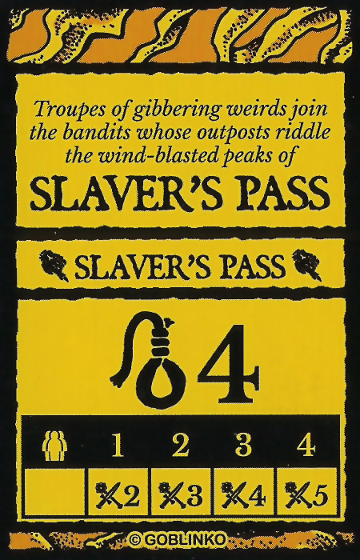 Troupes of gibbering weirds join
the bandits whose outposts riddle
the wind-blasted peaks of
SLAVER'S PASS
SLAVER'S PASS
4
1 2 3 4
2 3 4 5
© GOBLINKO